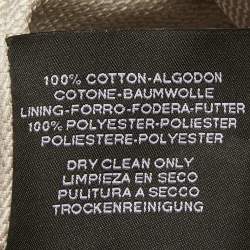 100% COTTON-ALGODON
COTONE-BAUMWOLLE
LINING-FORRO-FODERA-FUTTER
100% POLYESTER-POLIESTER
POLIESTERE-POLYESTER
DRY CLEAN ONLY
LIMPIEZA EN SECO
PULITURA A SECCO
TROCKENREINIGUNG